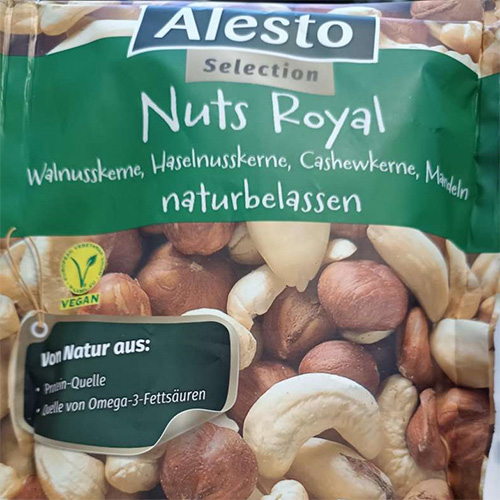 Alesto
Selection
Nuts Royal
Walnusskerne, Haselnusskerne, Cashewkerne, Mandeln
naturbelassen
VEGAN
Von Natur aus:
• Protein-Quelle
• Quelle von Omega-3-Fettsäuren